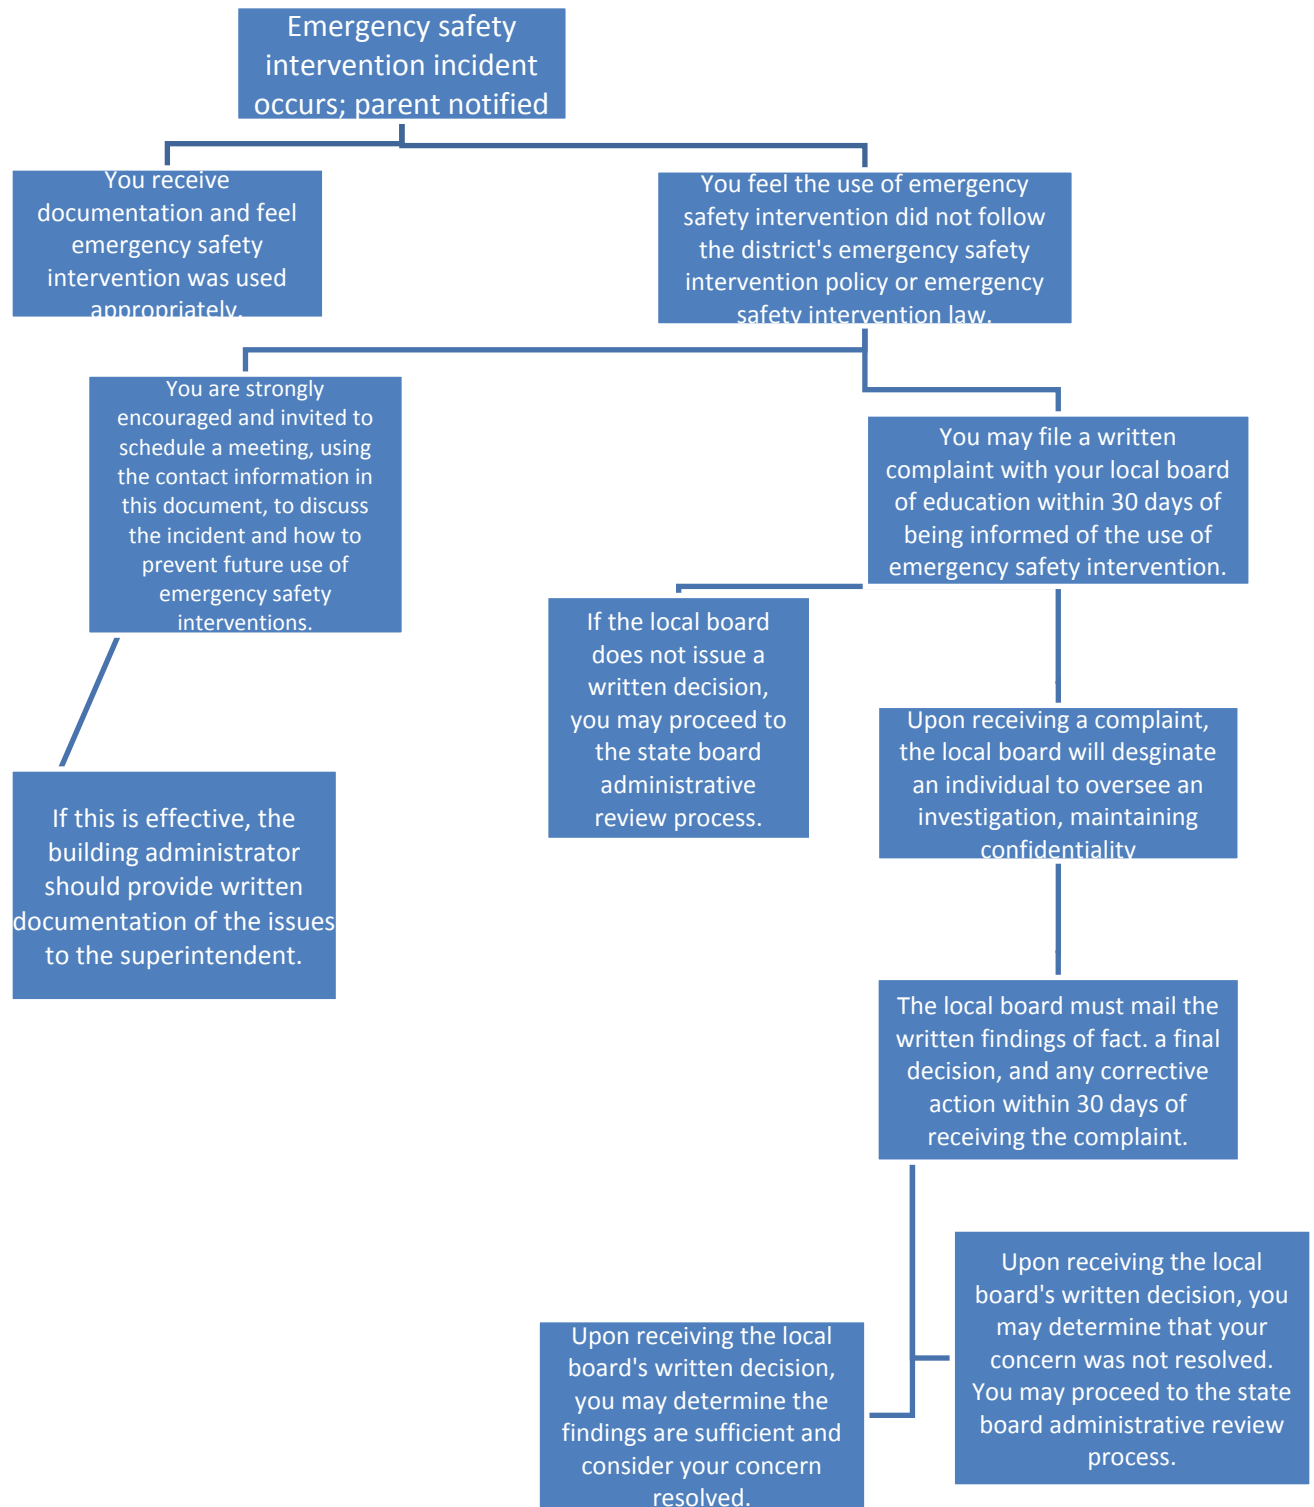 Emergency safety
intervention incident
occurs; parent notified
You receive
documentation and feel
emergency safety
intervention was used
appropriately.
You feel the use of emergency
safety intervention did not follow
the district's emergency safety
intervention policy or emergency
safety intervention law.
You are strongly
encouraged and invited to
schedule a meeting, using
the contact information in
this document, to discuss
the incident and how to
prevent future use of
emergency safety
interventions.
You may file a written
complaint with your local board
of education within 30 days of
being informed of the use of
emergency safety intervention.
If the local board
does not issue a
written decision,
you may proceed to
the state board
administrative
review process.
Upon receiving a complaint,
the local board will desginate
an individual to oversee an
investigation, maintaining
confidentiality
If this is effective, the
building administrator
should provide written
documentation of the issues
to the superintendent.
The local board must mail the
written findings of fact. a final
decision, and any corrective
action within 30 days of
receiving the complaint.
Upon receiving the local
board's written decision, you
may determine that your
concern was not resolved.
You may proceed to the state
board administrative review
process.
Upon receiving the local
board's written decision,
you may determine the
findings are sufficient and
consider your concern
resolved.